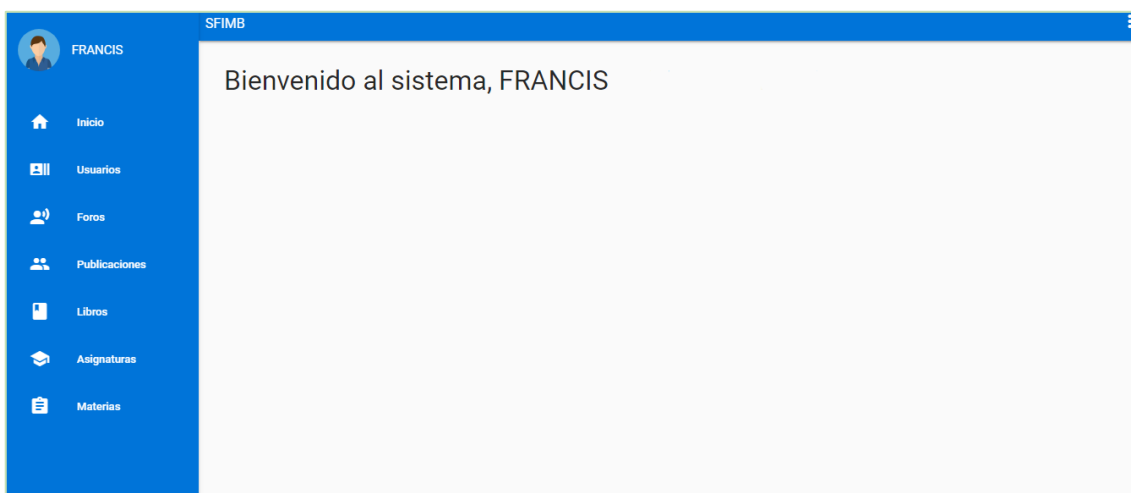 SFIMB
FRANCIS
Bienvenido al sistema, FRANCIS
Inicio
Usuarios
Foros
Publicaciones
Libros
Asignaturas
Materias